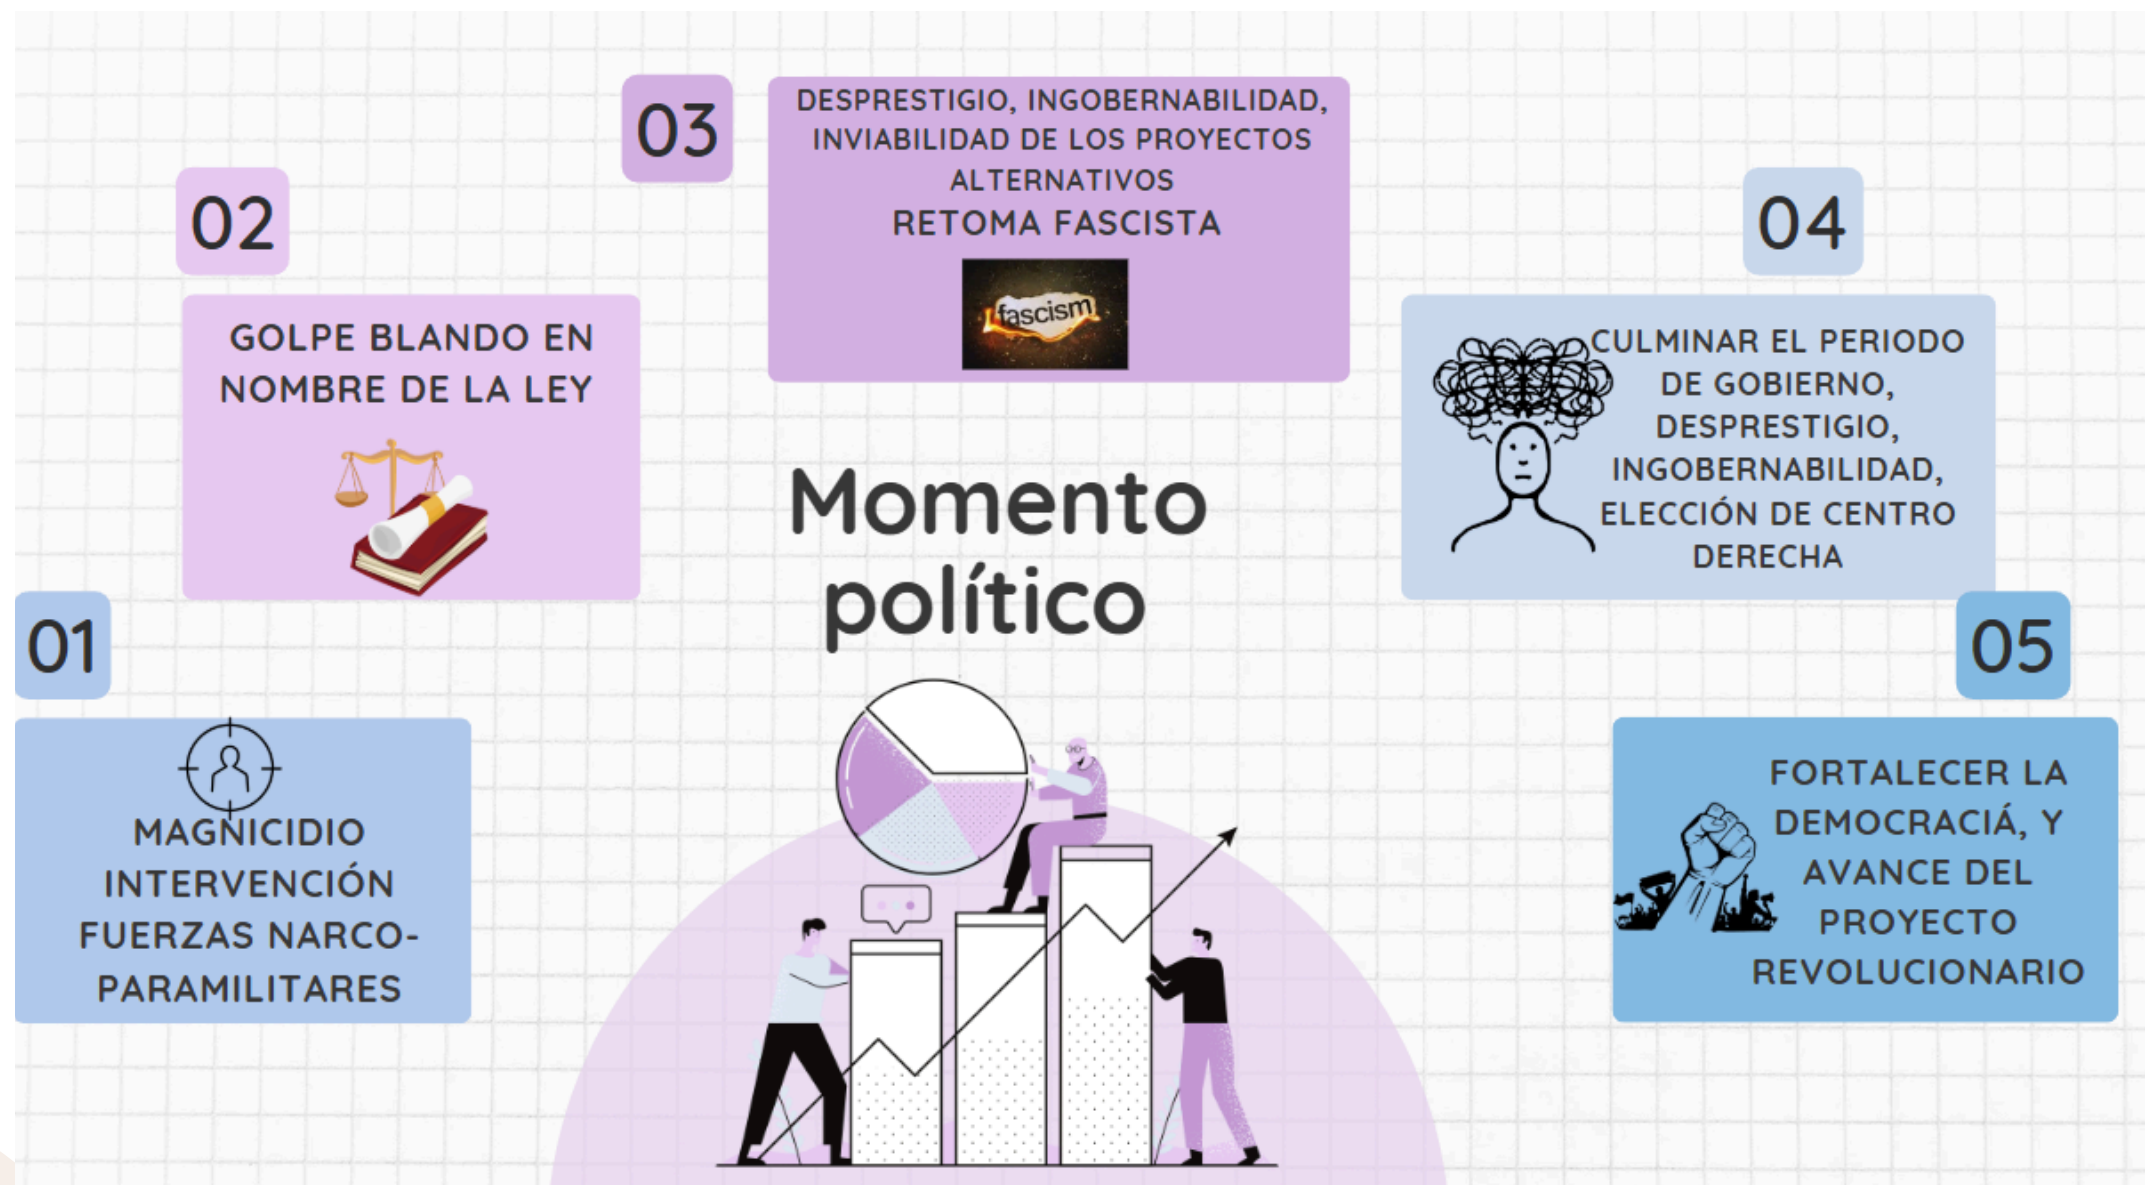 01
MAGNICIDIO
INTERVENCIÓN
FUERZAS NARCO-
PARAMILITARES
02
GOLPE BLANDO EN
NOMBRE DE LA LEY
03
DESPRESTIGIO, INGOBERNABILIDAD,
INVIABILIDAD DE LOS PROYECTOS
ALTERNATIVOS
RETOMA FASCISTA
fascism
Momento
político
04
CULMINAR EL PERIODO
DE GOBIERNO,
DESPRESTIGIO,
INGOBERNABILIDAD,
ELECCIÓN DE CENTRO
DERECHA
05
FORTALECER LA
DEMOCRACIÁ, Y
AVANCE DEL
PROYECTO
REVOLUCIONARIO